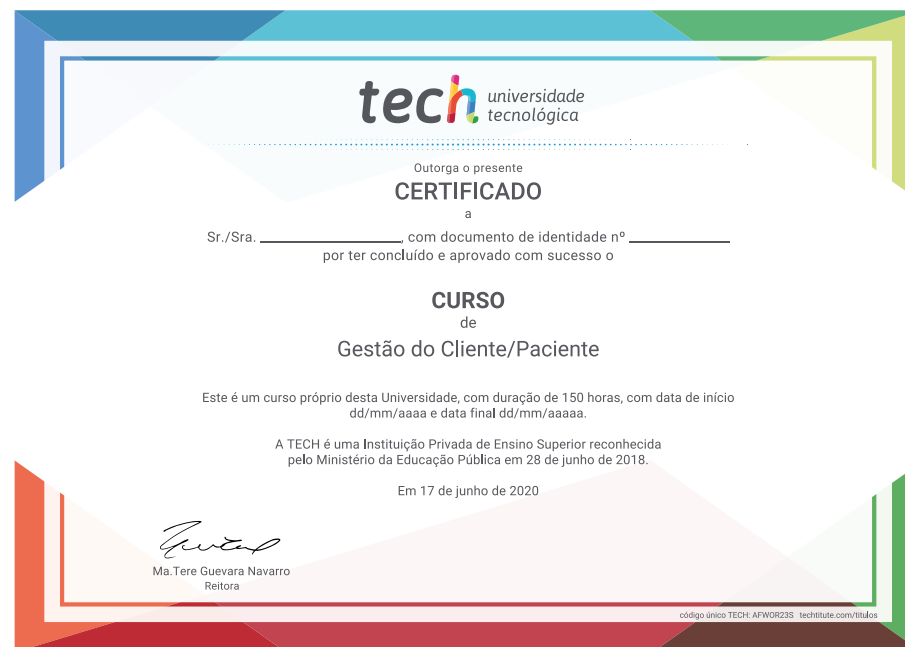 tech universidade
tecnológica
Outorga o presente
CERTIFICADO
a
Sr./Sra. ____________________, com documento de identidade nº ______________
por ter concluído e aprovado com sucesso o
CURSO
de
Gestão do Cliente/Paciente
Este é um curso próprio desta Universidade, com duração de 150 horas, com data de início
dd/mm/aaaa e data final dd/mm/aaaaa.
A TECH é uma Instituição Privada de Ensino Superior reconhecida
pelo Ministério da Educação Pública em 28 de junho de 2018.
Em 17 de junho de 2020
Ma.Tere Guevara Navarro
Reitora
código único TECH: AFWOR23S techtitute.com/titulos